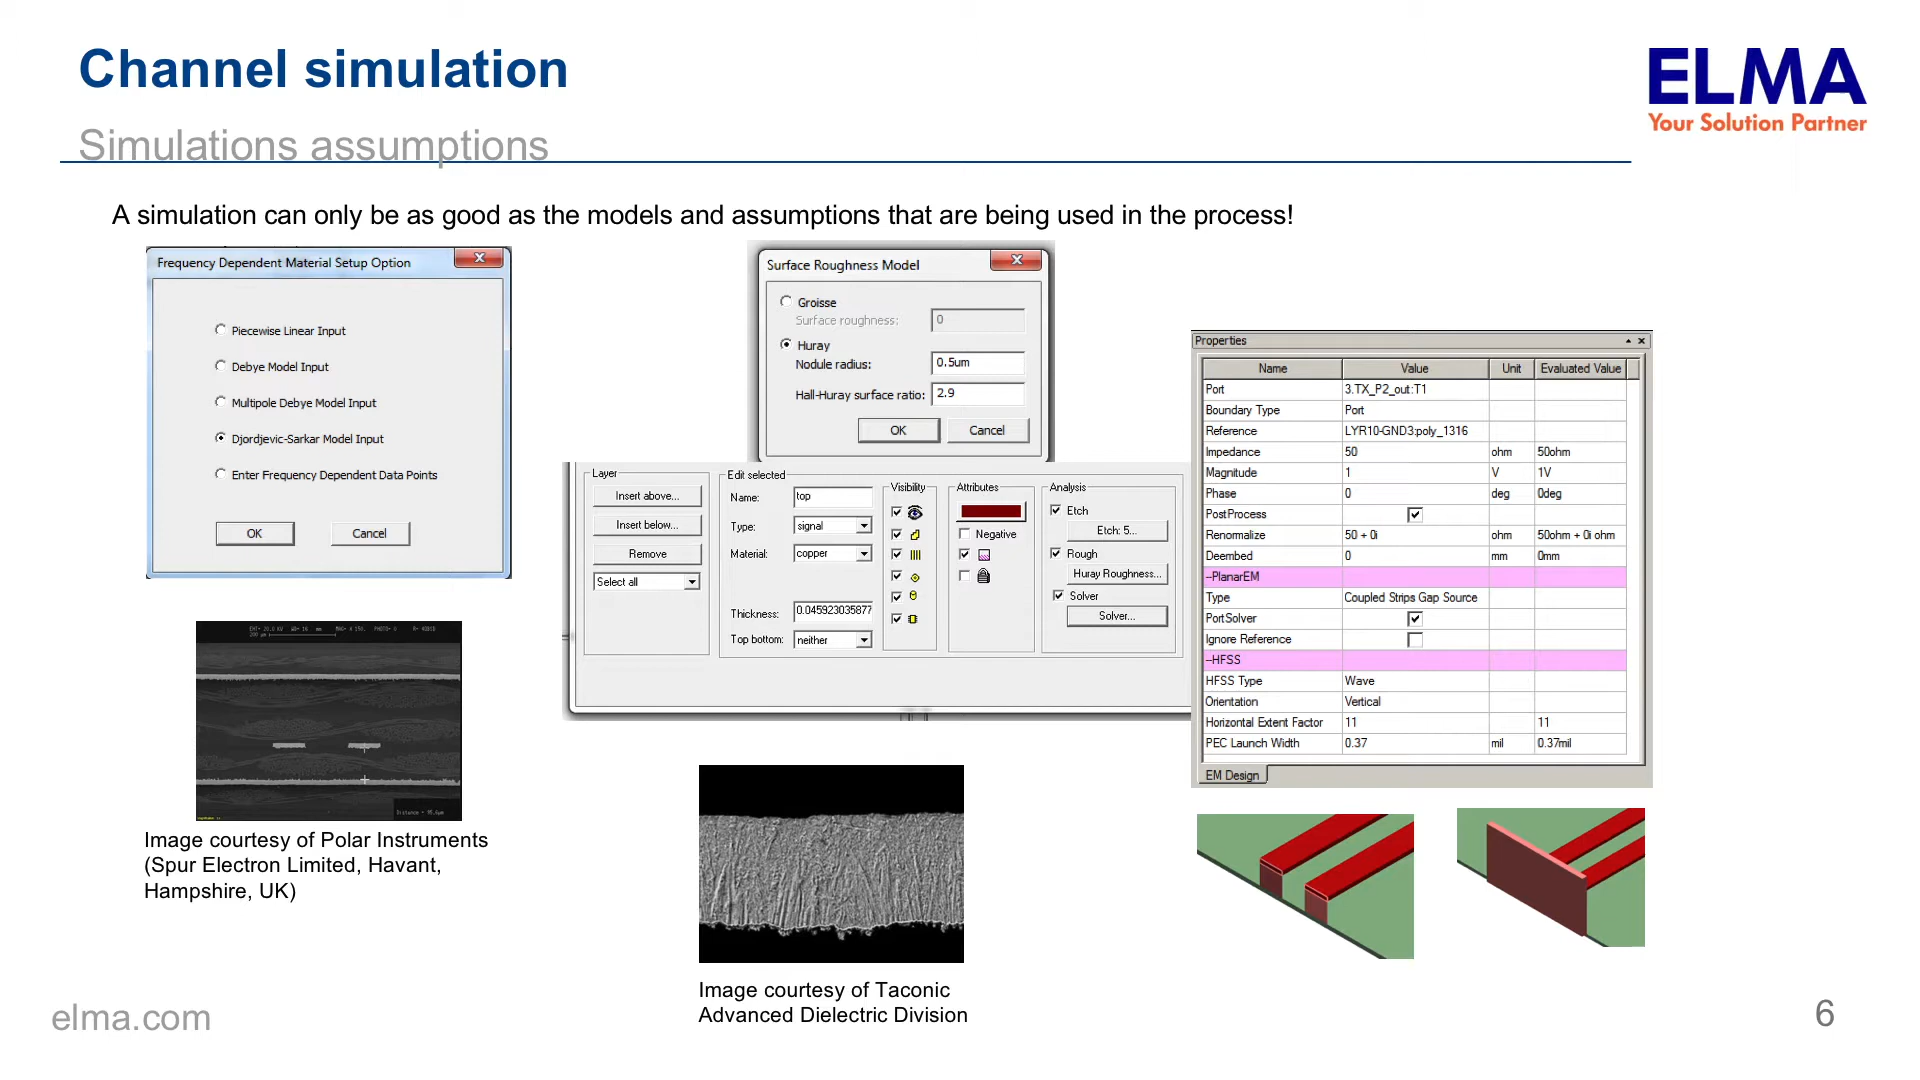 Channel simulation
ELMA
Your Solution Partner
Simulations assumptions
A simulation can only be as good as the models and assumptions that are being used in the process!
Frequency Dependent Material Setup Option
Piecewise Linear Input
Debye Model Input
Multipole Debye Model Input
Djordjevic-Sarkar Model Input
Enter Frequency Dependent Data Points
OK Cancel
Surface Roughness Model
Groisse
Surface roughness: 0
Huray
Nodule radius: 0.5um
Hall-Huray surface ratio: 2.9
OK Cancel
Layer
Insert above...
Insert below...
Remove
Select all
Edit selected
Name: top
Type: signal
Material: copper
Thickness: 0.045923035877
Top bottom: neither
Visibility
Attributes
Negative
Analysis
Etch
Etch: 5...
Rough
Huray Roughness...
Solver
Solver...
Properties
Name Value Unit Evaluated Value
Port 3.TX_P2_out:T1
Boundary Type Port
Reference LYR10-GND3:poly_1316
Impedance 50 ohm 50ohm
Magnitude 1 V 1V
Phase 0 deg 0deg
PostProcess
Renormalize 50 + 0i ohm 50ohm + 0i ohm
Deembed 0 mm 0mm
--PlanarEM
Type Coupled Strips Gap Source
PortSolver
Ignore Reference
--HFSS
HFSS Type Wave
Orientation Vertical
Horizontal Extent Factor 11 11
PEC Launch Width 0.37 mil 0.37mil
EM Design
Image courtesy of Polar Instruments
(Spur Electron Limited, Havant,
Hampshire, UK)
Image courtesy of Taconic
Advanced Dielectric Division
elma.com
6